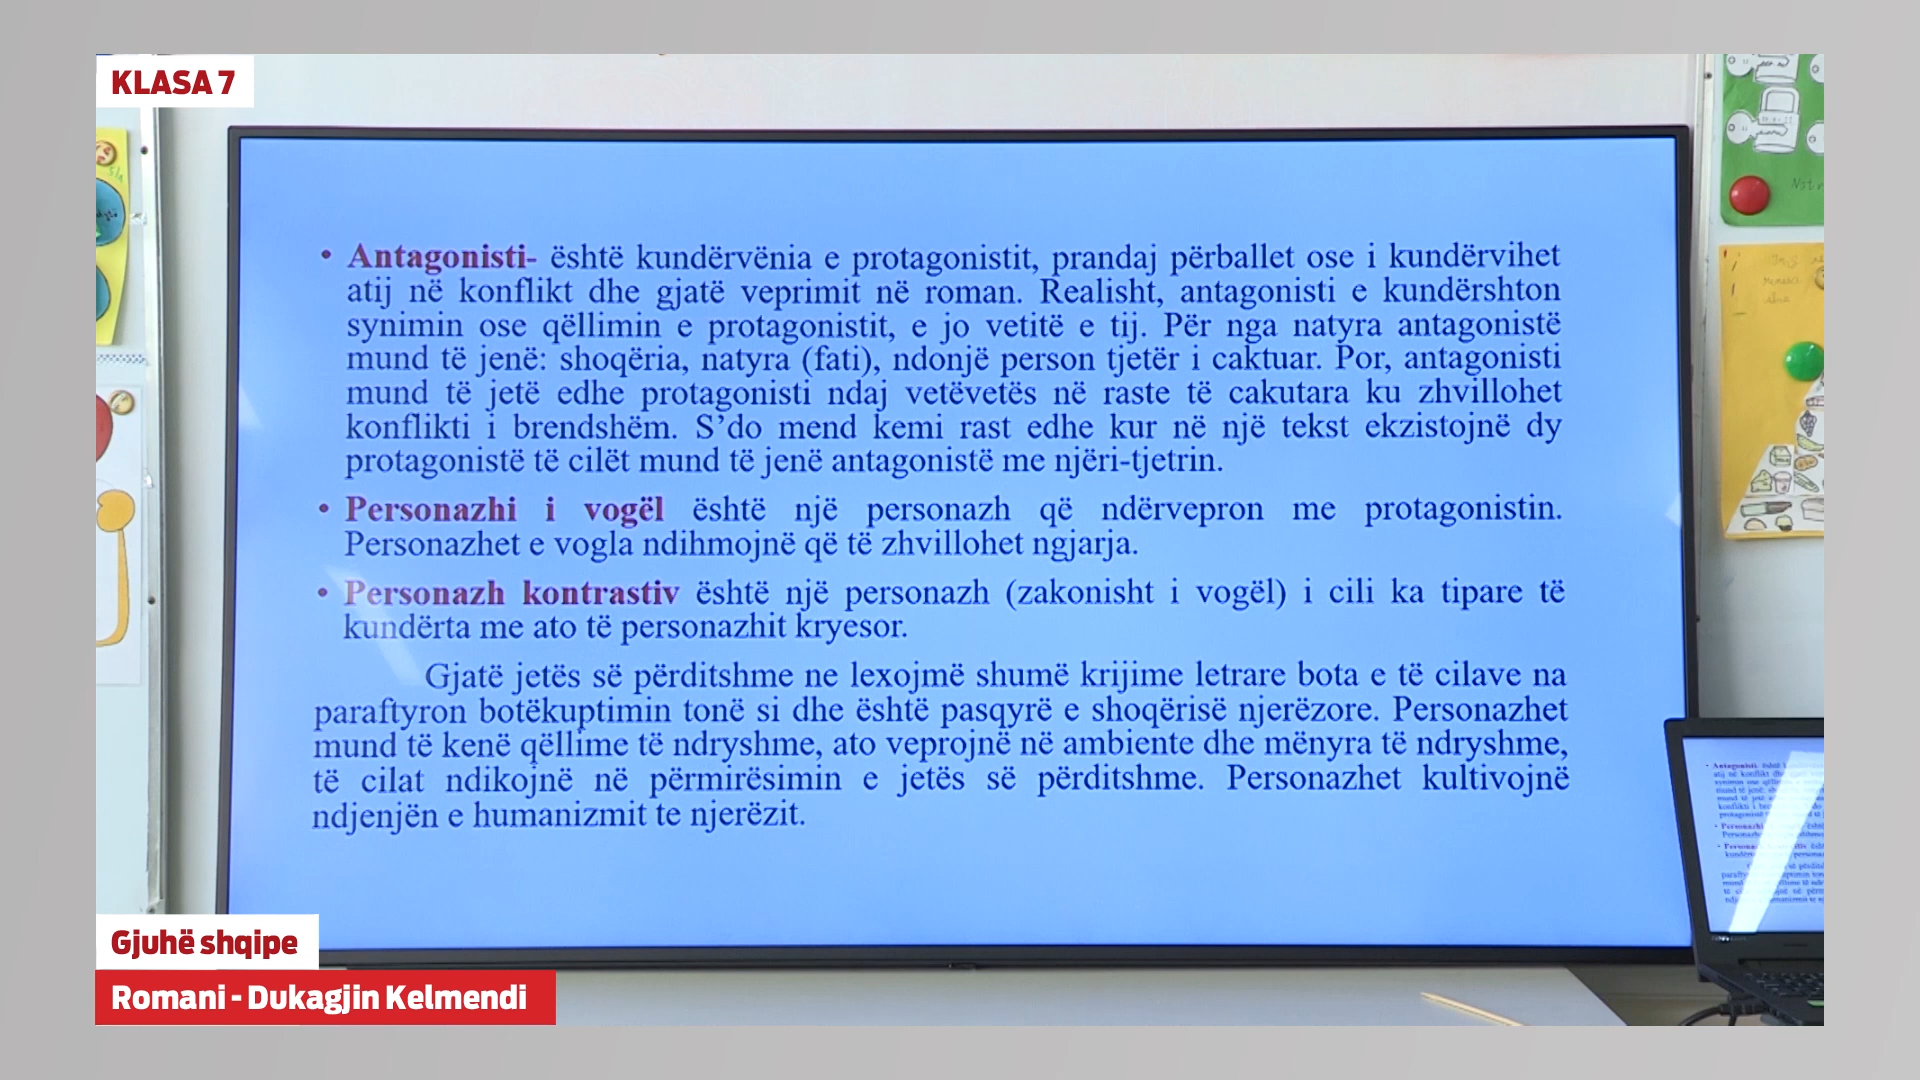 KLASA 7
• Antagonisti- është kundërvënia e protagonistit, prandaj përballet ose i kundërvihet
atij në konflikt dhe gjatë veprimit në roman. Realisht, antagonisti e kundërshton
synimin ose qëllimin e protagonistit, e jo vetitë e tij. Për nga natyra antagonistë
mund të jenë: shoqëria, natyra (fati), ndonjë person tjetër i caktuar. Por, antagonisti
mund të jetë edhe protagonisti ndaj vetëvetës në raste të cakutara ku zhvillohet
konflikti i brendshëm. S’do mend kemi rast edhe kur në një tekst ekzistojnë dy
protagonistë të cilët mund të jenë antagonistë me njëri-tjetrin.
• Personazhi i vogël është një personazh që ndërvepron me protagonistin.
Personazhet e vogla ndihmojnë që të zhvillohet ngjarja.
• Personazh kontrastiv është një personazh (zakonisht i vogël) i cili ka tipare të
kundërta me ato të personazhit kryesor.
Gjatë jetës së përditshme ne lexojmë shumë krijime letrare bota e të cilave na
paraftyron botëkuptimin tonë si dhe është pasqyrë e shoqërisë njerëzore. Personazhet
mund të kenë qëllime të ndryshme, ato veprojnë në ambiente dhe mënyra të ndryshme,
të cilat ndikojnë në përmirësimin e jetës së përditshme. Personazhet kultivojnë
ndjenjën e humanizmit te njerëzit.
Gjuhë shqipe
Romani - Dukagjin Kelmendi